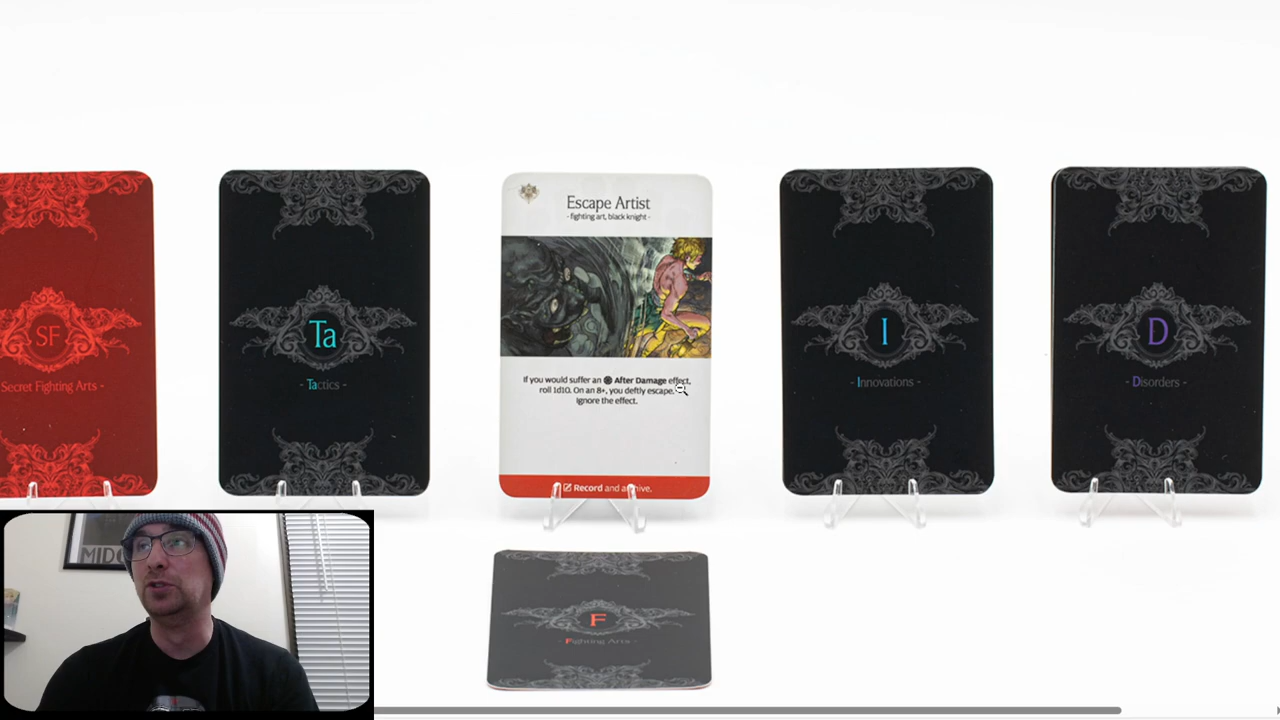 SF
Secret Fighting Arts -
Ta
- Tactics -
Escape Artist
- fighting art, black knight -
If you would suffer an After Damage effect,
roll 1d10. On an 8+, you deftly escape.
Ignore the effect.
Record and archive.
I
- Innovations -
D
- Disorders -
F
- Fighting Arts -
MIDO